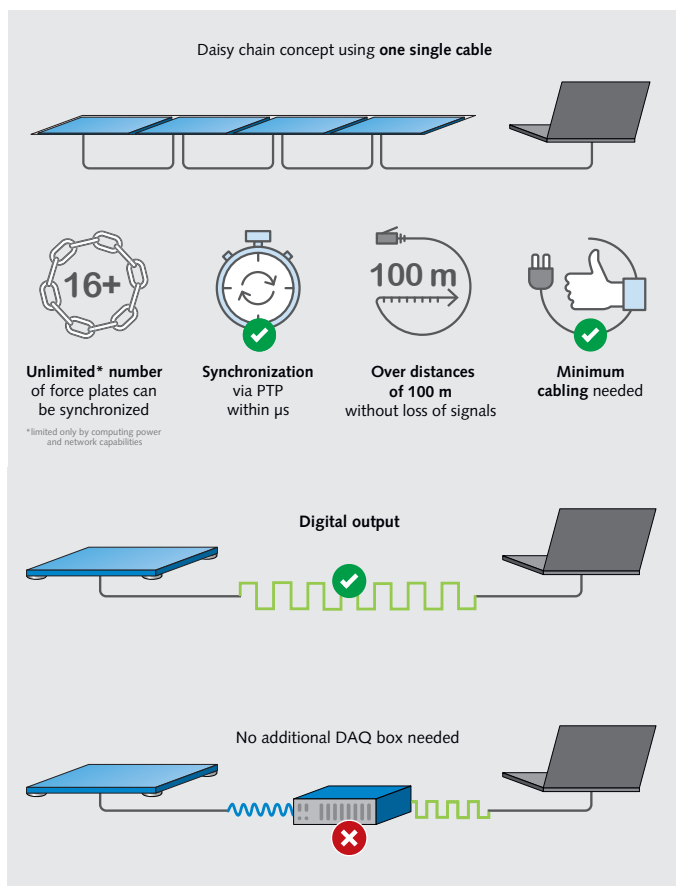 Daisy chain concept using one single cable
16+
100 m
Unlimited* number
of force plates can
be synchronized
*limited only by computing power
and network capabilities
Synchronization
via PTP
within µs
Over distances
of 100 m
without loss of signals
Minimum
cabling needed
Digital output
No additional DAQ box needed